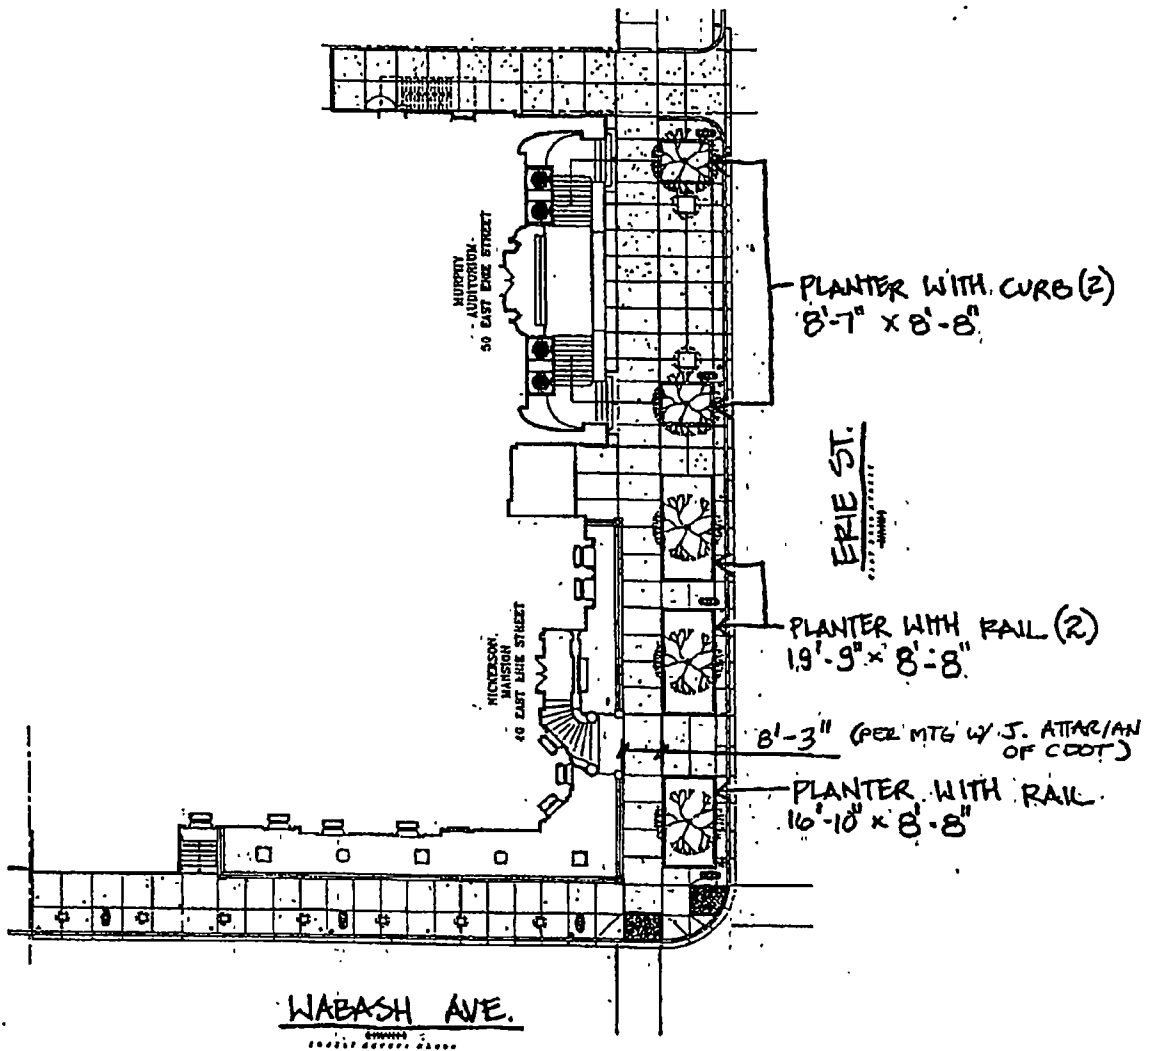 MURPHY
AUDITORIUM
50 EAST ERIE STREET
PLANTER WITH CURB (2)
8'-7" x 8'-8"
ERIE ST.
NICKERSON
MANSION
40 EAST ERIE STREET
PLANTER WITH RAIL (2)
19'-9" x 8'-8"
8'-3" (PER MTG W/ J. ATTARIAN
OF CDOT)
PLANTER WITH RAIL
16'-10" x 8'-8"
WABASH AVE.